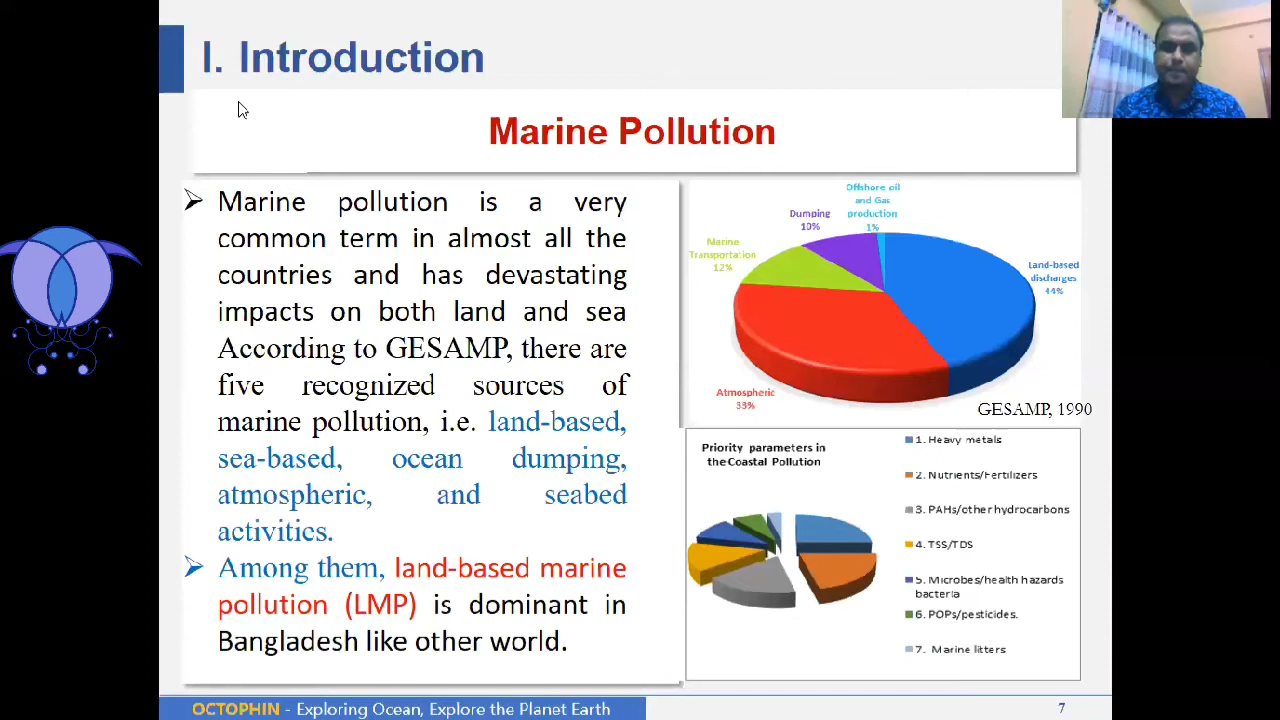 I. Introduction
Marine Pollution
➢ Marine pollution is a very
common term in almost all the
countries and has devastating
impacts on both land and sea
According to GESAMP, there are
five recognized sources of
marine pollution, i.e. land-based,
sea-based, ocean dumping,
atmospheric, and seabed
activities.
➢ Among them, land-based marine
pollution (LMP) is dominant in
Bangladesh like other world.
Offshore oil
and Gas
production
1%
Dumping
10%
Marine
Transportation
12%
Land-based
discharges
44%
Atmospheric
33%
GESAMP, 1990
Priority parameters in
the Coastal Pollution
1. Heavy metals
2. Nutrients/Fertilizers
3. PAHs/other hydrocarbons
4. TSS/TDS
5. Microbes/health hazards
bacteria
6. POPs/pesticides.
7. Marine litters
OCTOPHIN - Exploring Ocean, Explore the Planet Earth
7